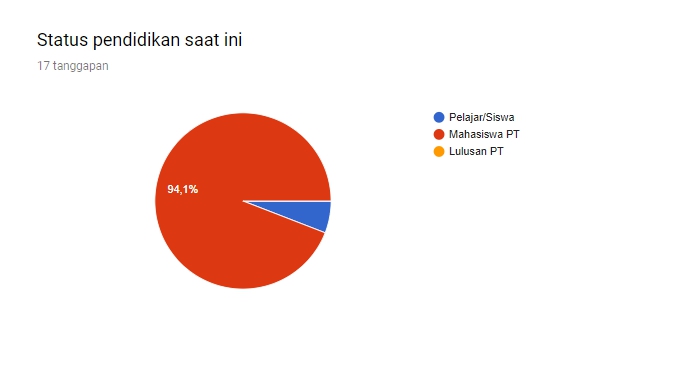 Status pendidikan saat ini
17 tanggapan
94,1%
Pelajar/Siswa
Mahasiswa PT
Lulusan PT